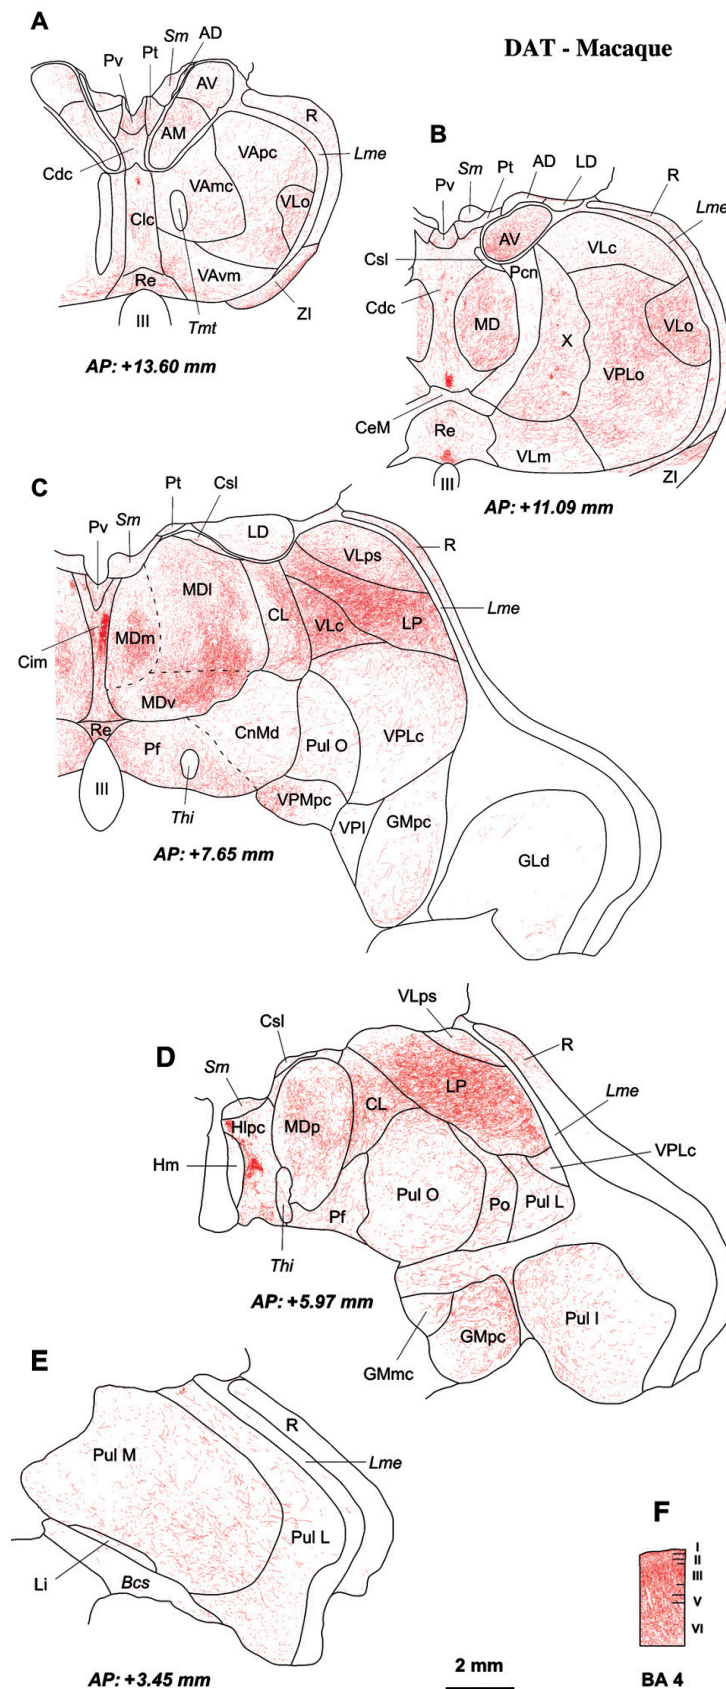 DAT - Macaque
A
Sm AD
Pv Pt
AV
R
AM
VApc
Lme
Cdc
VAmc
VLo
Clc
VAvm
Re
ZI
III
Tmt
AP: +13.60 mm
B
AD LD
Sm Pt
Pv
R
Lme
AV
VLc
Csl
Pcn
Cdc
MD
VLo
X
VPLo
CeM
Re
VLm
ZI
III
AP: +11.09 mm
C
Pt Csl
Pv Sm
LD
R
VLps
MDl
Lme
CL
LP
MDm
VLc
Cim
MDv
Re
CnMd
Pf
Pul O
VPLc
III
Thi
VPMpc
VPI
GMpc
AP: +7.65 mm
GLd
D
VLps
Csl
R
Sm
LP
CL
Lme
Hlpc
MDp
Hm
VPLc
Pul O
Po
Pul L
Pf
Thi
AP: +5.97 mm
Pul I
GMpc
GMmc
E
R
Pul M
Lme
Pul L
Li
Bcs
AP: +3.45 mm
2 mm
F
I
II
III
V
VI
BA 4